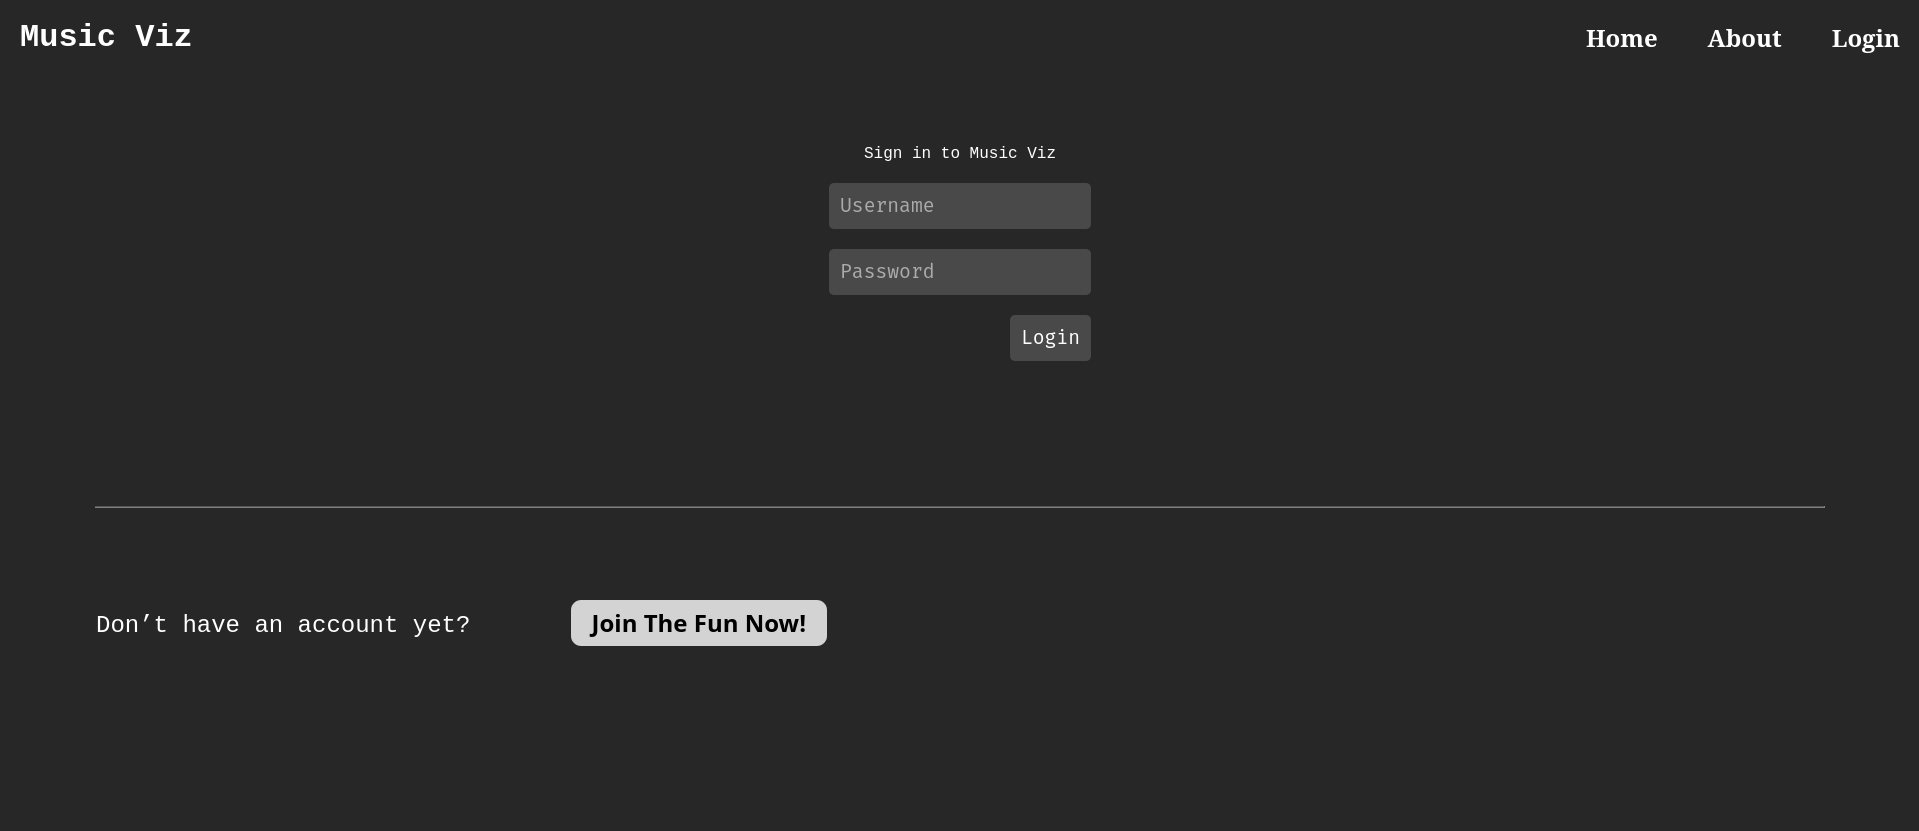 Music Viz
Home About Login
Sign in to Music Viz
Username
Password
Login
Don’t have an account yet?
Join The Fun Now!